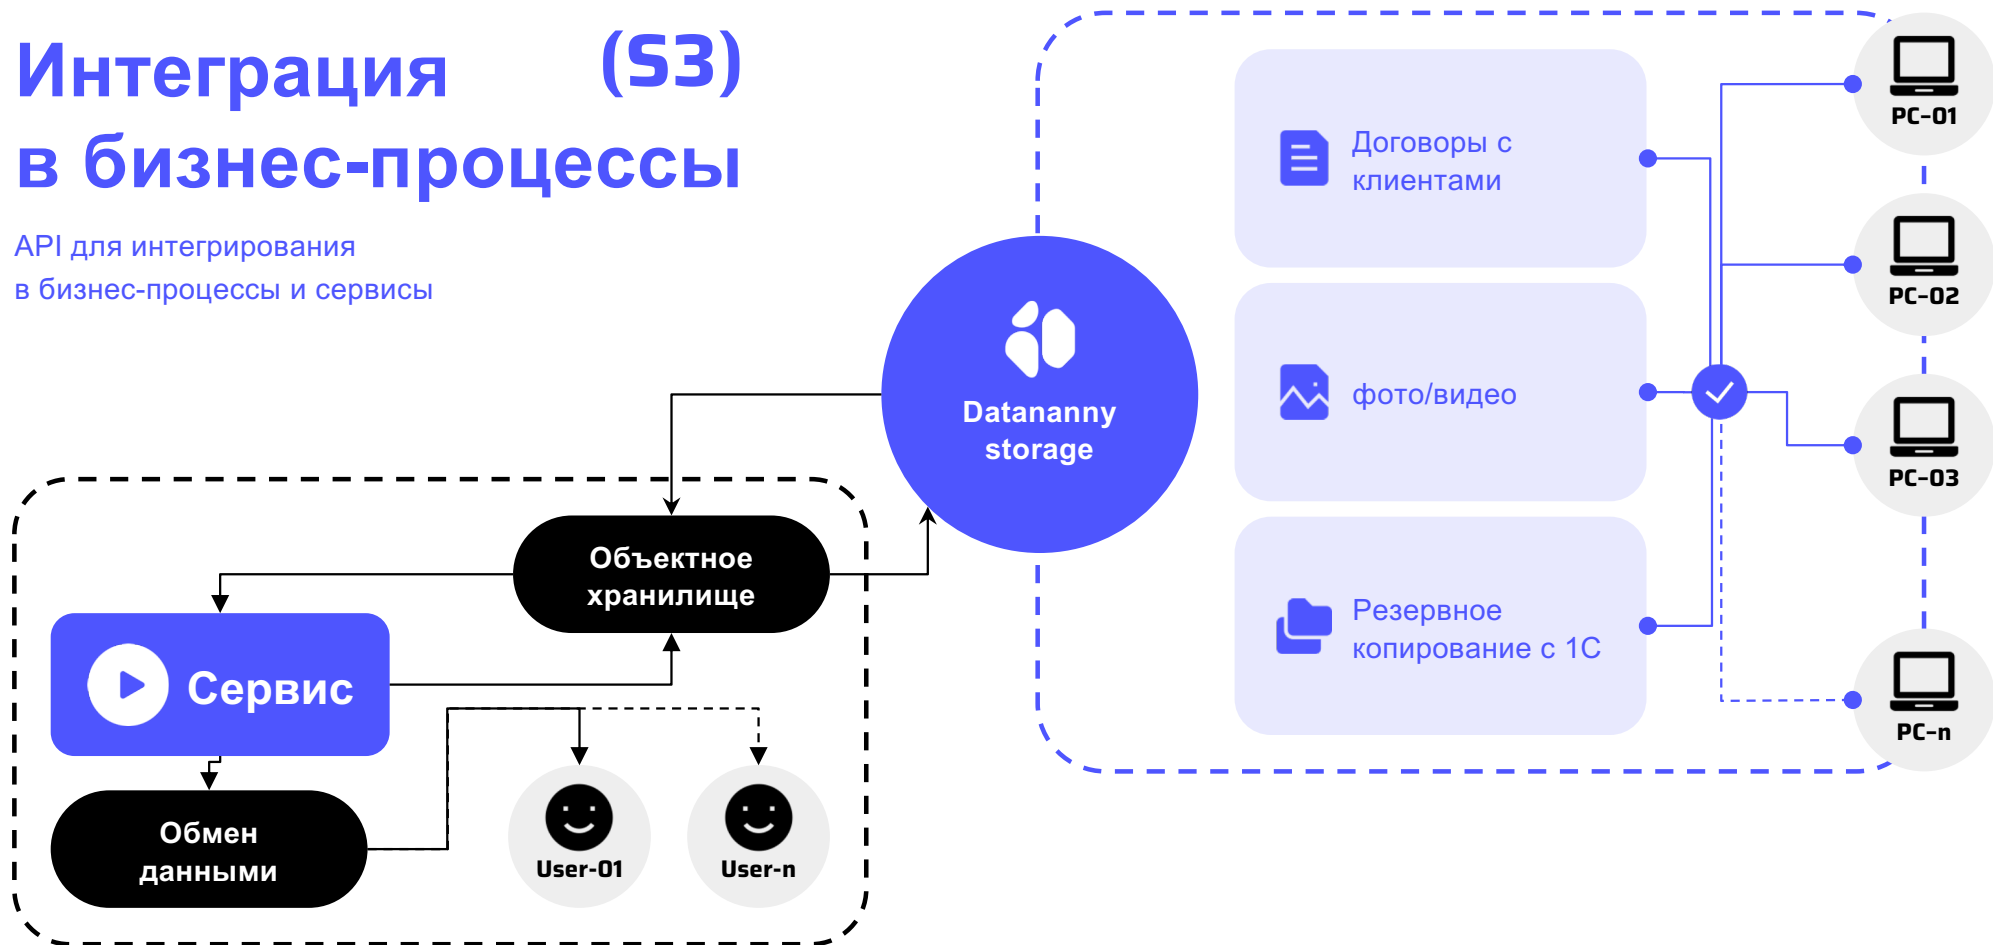 Интеграция (S3)
в бизнес-процессы
API для интегрирования
в бизнес-процессы и сервисы
Datananny
storage
Договоры с
клиентами
фото/видео
Резервное
копирование с 1С
PC-01
PC-02
PC-03
PC-n
Объектное
хранилище
Сервис
Обмен
данными
User-01
User-n